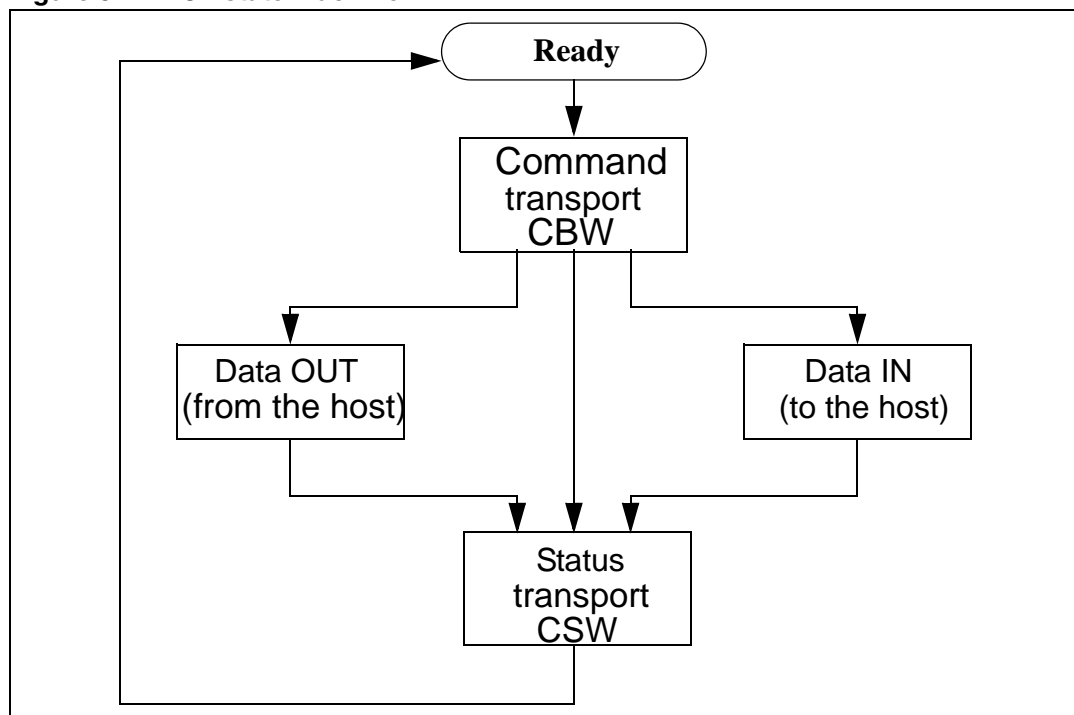 Ready
Command
transport
CBW
Data OUT
(from the host)
Data IN
(to the host)
Status
transport
CSW